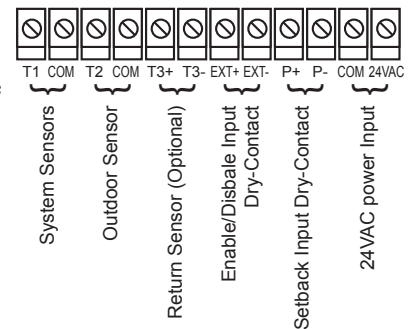 T1 COM T2 COM T3+ T3- EXT+ EXT- P+ P- COM 24VAC
System Sensors
Outdoor Sensor
Return Sensor (Optional)
Enable/Disbale Input
Dry-Contact
Setback Input Dry-Contact
24VAC power Input